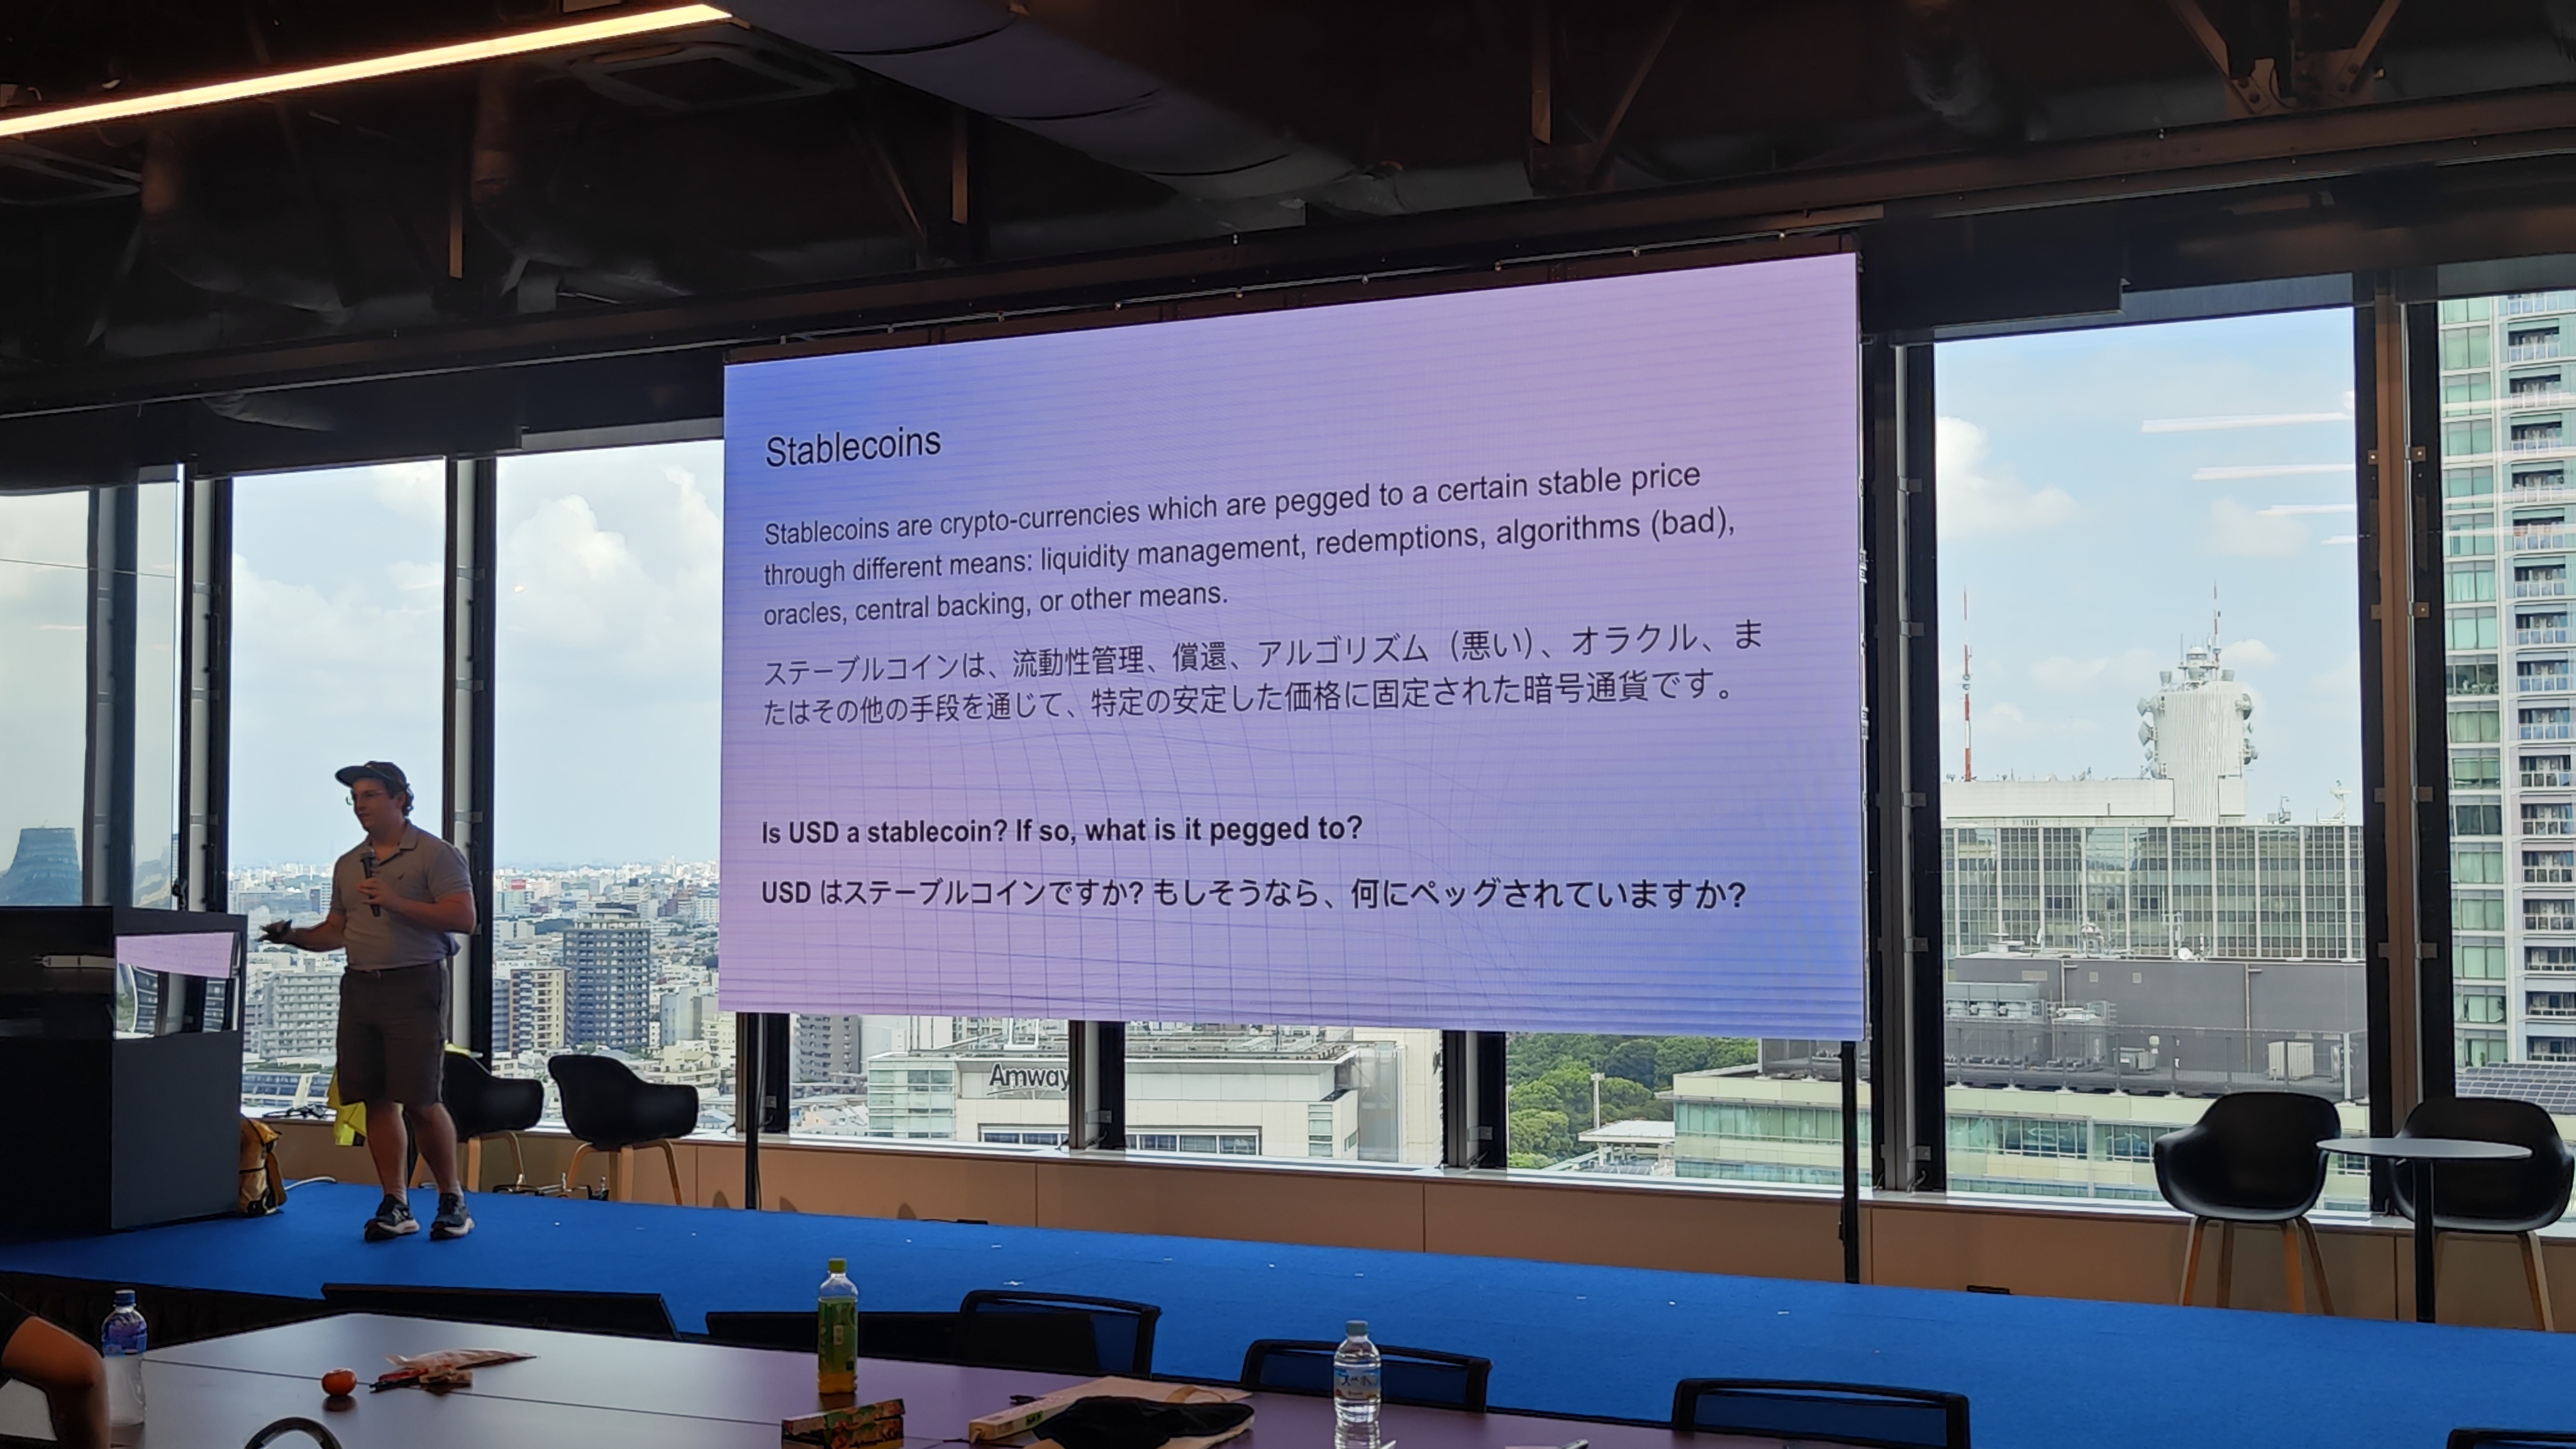 Stablecoins
Stablecoins are crypto-currencies which are pegged to a certain stable price
through different means: liquidity management, redemptions, algorithms (bad),
oracles, central backing, or other means.
ステーブルコインは、流動性管理、償還、アルゴリズム（悪い）、オラクル、ま
たはその他の手段を通じて、特定の安定した価格に固定された暗号通貨です。
Is USD a stablecoin? If so, what is it pegged to?
USD はステーブルコインですか? もしそうなら、何にペッグされていますか?
Amway